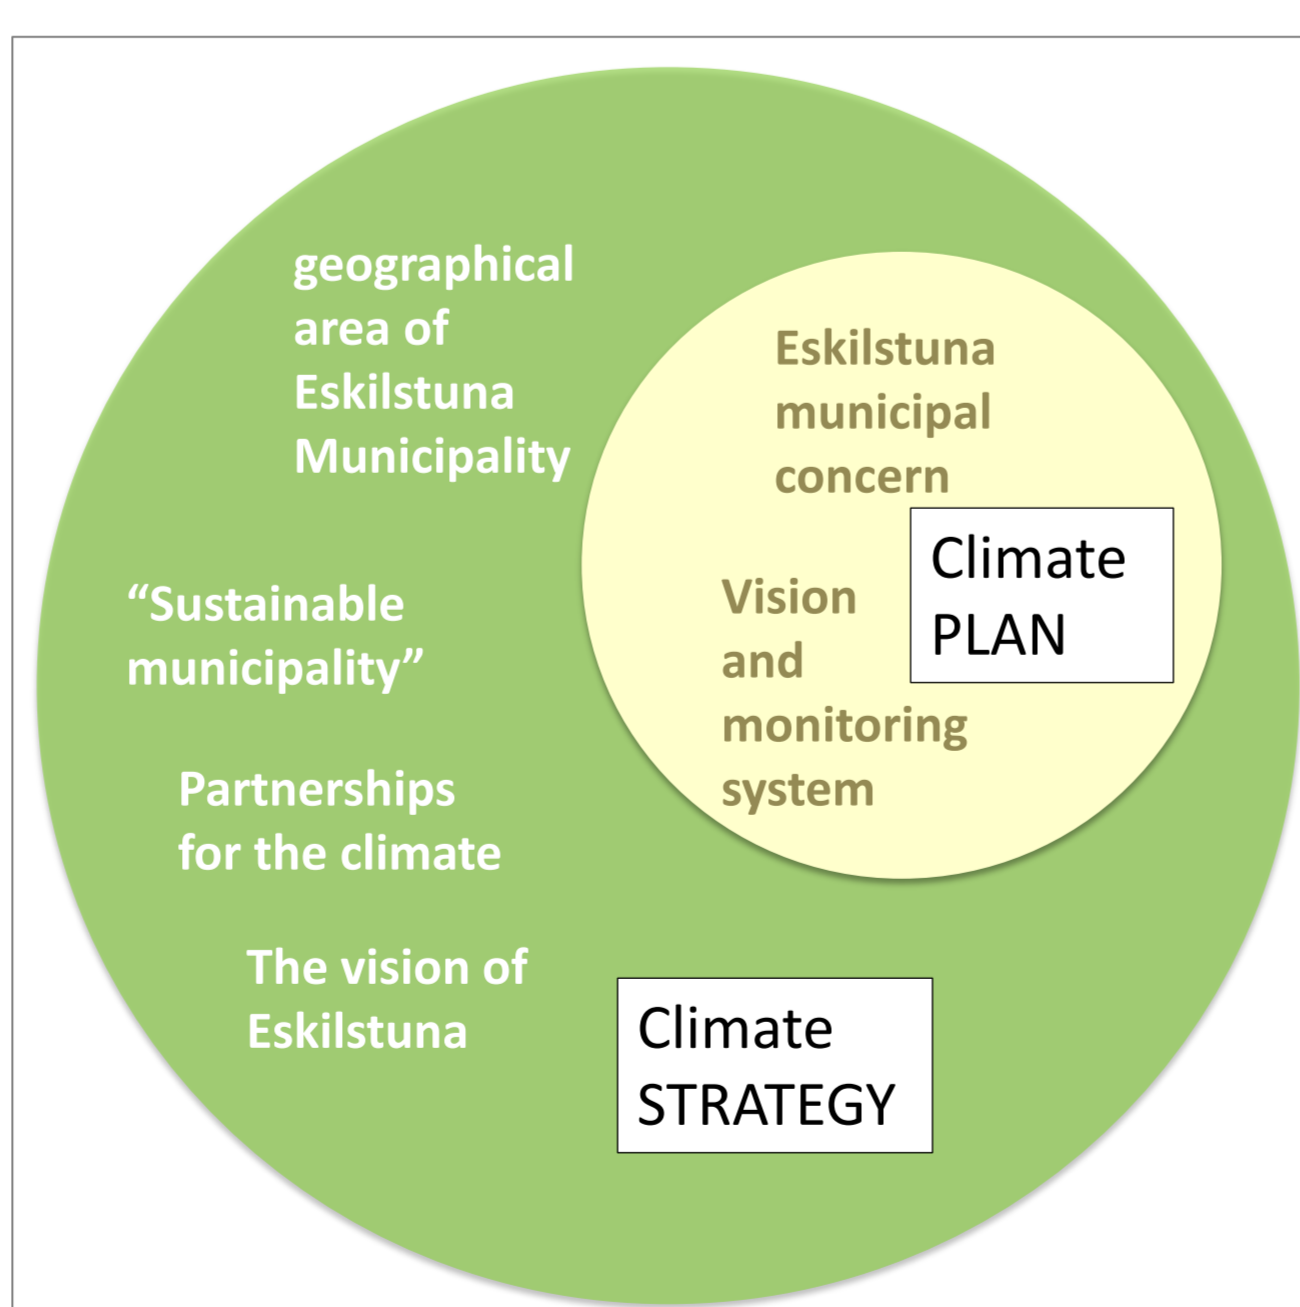 geographical
area of
Eskilstuna
Municipality
“Sustainable
municipality”
Partnerships
for the climate
The vision of
Eskilstuna
Eskilstuna
municipal
concern
Vision
and
monitoring
system
Climate
PLAN
Climate
STRATEGY